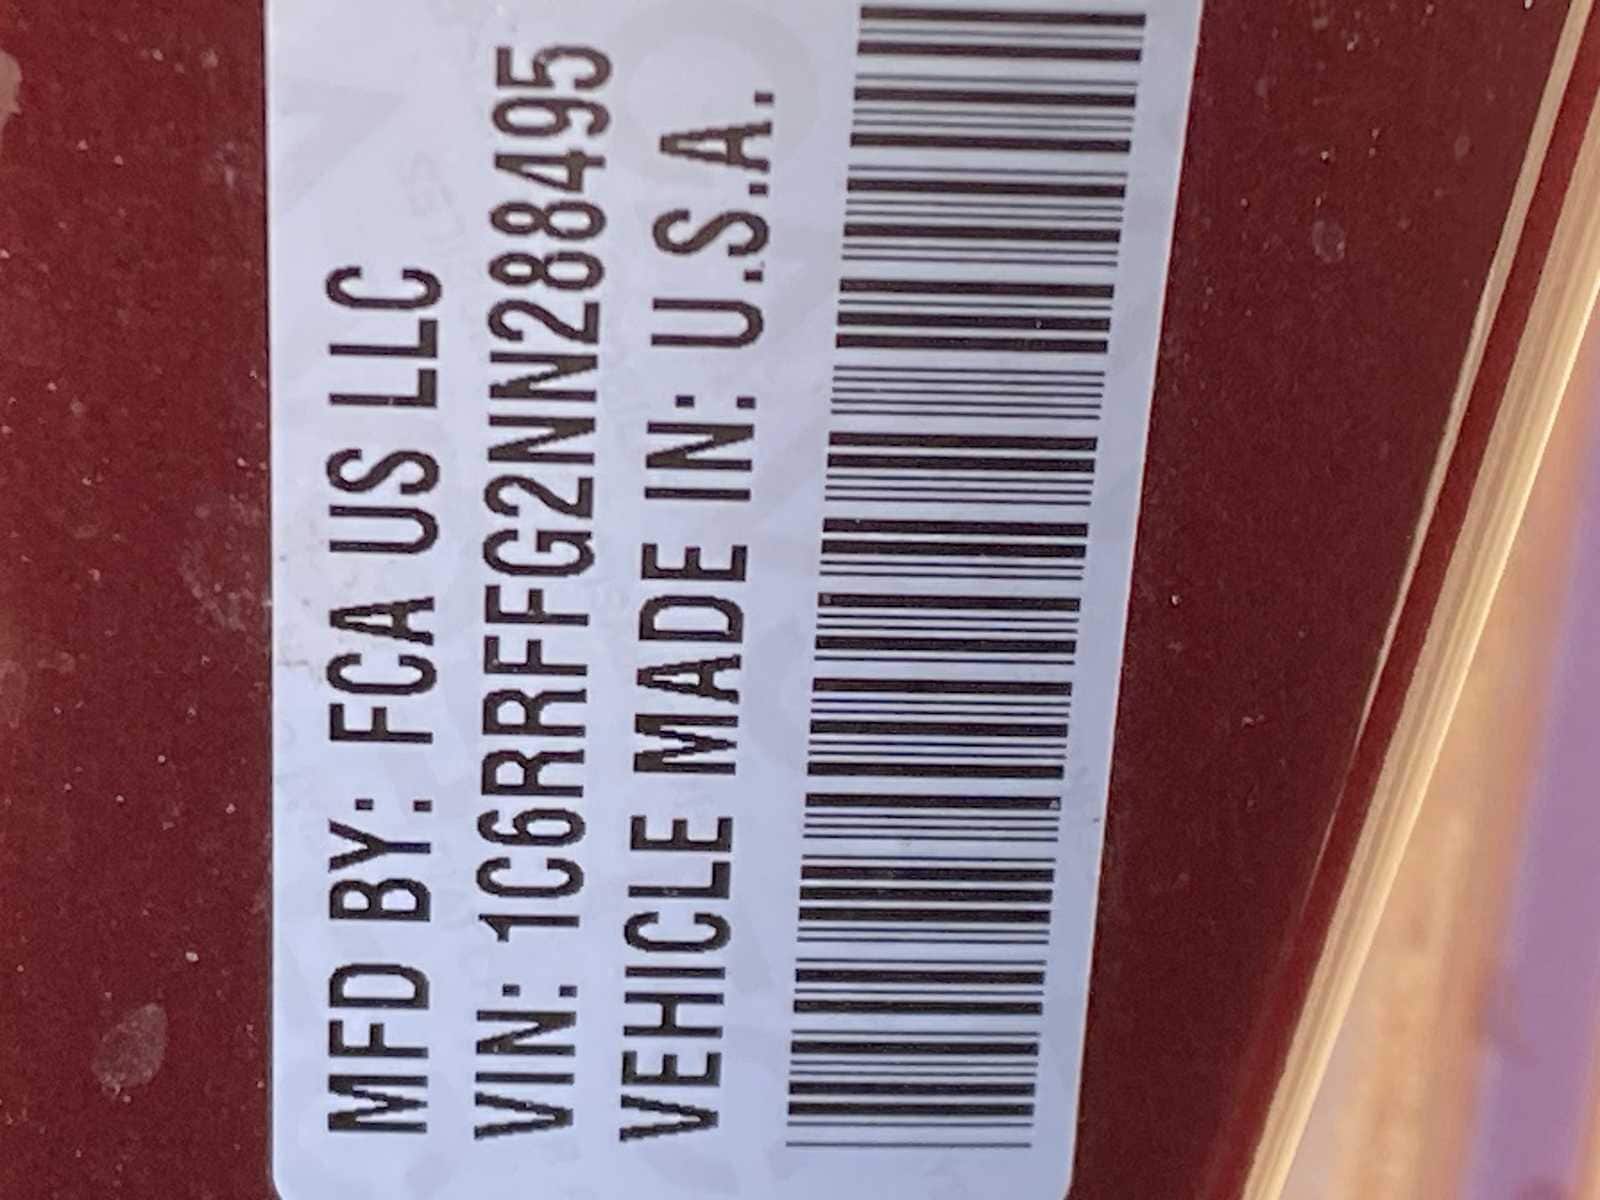 MFD BY: FCA US LLC
VIN: 1C6RRFFG2NN288495
VEHICLE MADE IN: U.S.A.